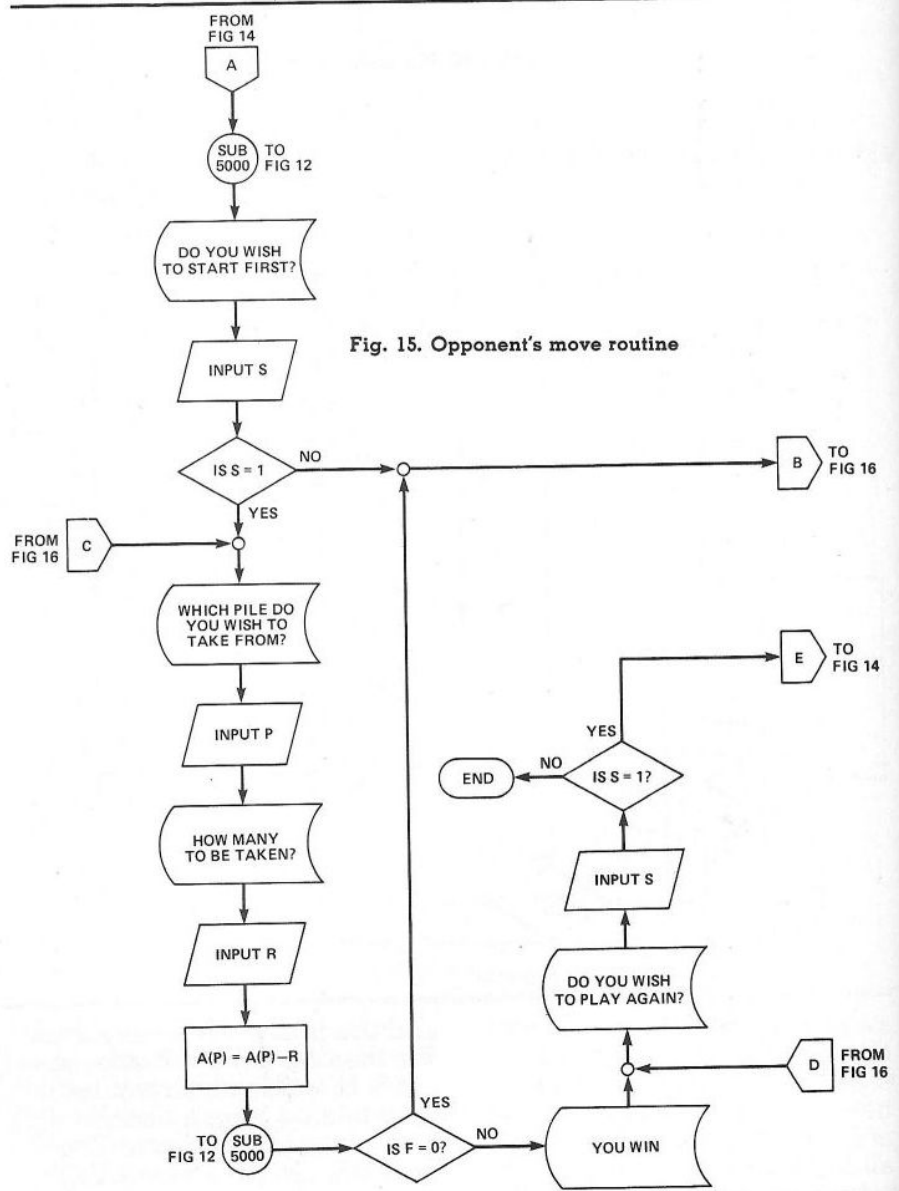 FROM
FIG 14
A
SUB
5000
TO
FIG 12
DO YOU WISH
TO START FIRST?
INPUT S
Fig. 15. Opponent's move routine
IS S = 1
NO
YES
B
TO
FIG 16
FROM
FIG 16
C
WHICH PILE DO
YOU WISH TO
TAKE FROM?
INPUT P
HOW MANY
TO BE TAKEN?
INPUT R
A(P) = A(P)–R
TO
FIG 12
SUB
5000
IS F = 0?
YES
NO
YOU WIN
FROM
FIG 16
D
DO YOU WISH
TO PLAY AGAIN?
INPUT S
IS S = 1?
NO
END
YES
E
TO
FIG 14